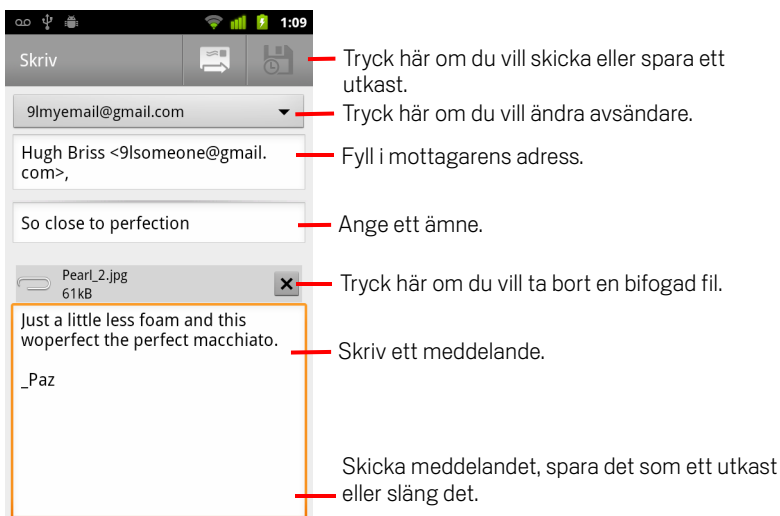 1:09
Skriv
Tryck här om du vill skicka eller spara ett
utkast.
9lmyemail@gmail.com
Tryck här om du vill ändra avsändare.
Hugh Briss <9lsomeone@gmail.
com>,
Fyll i mottagarens adress.
So close to perfection
Ange ett ämne.
Pearl_2.jpg
61kB
Tryck här om du vill ta bort en bifogad fil.
Just a little less foam and this
woperfect the perfect macchiato.
Skriv ett meddelande.
_Paz
Skicka meddelandet, spara det som ett utkast
eller släng det.